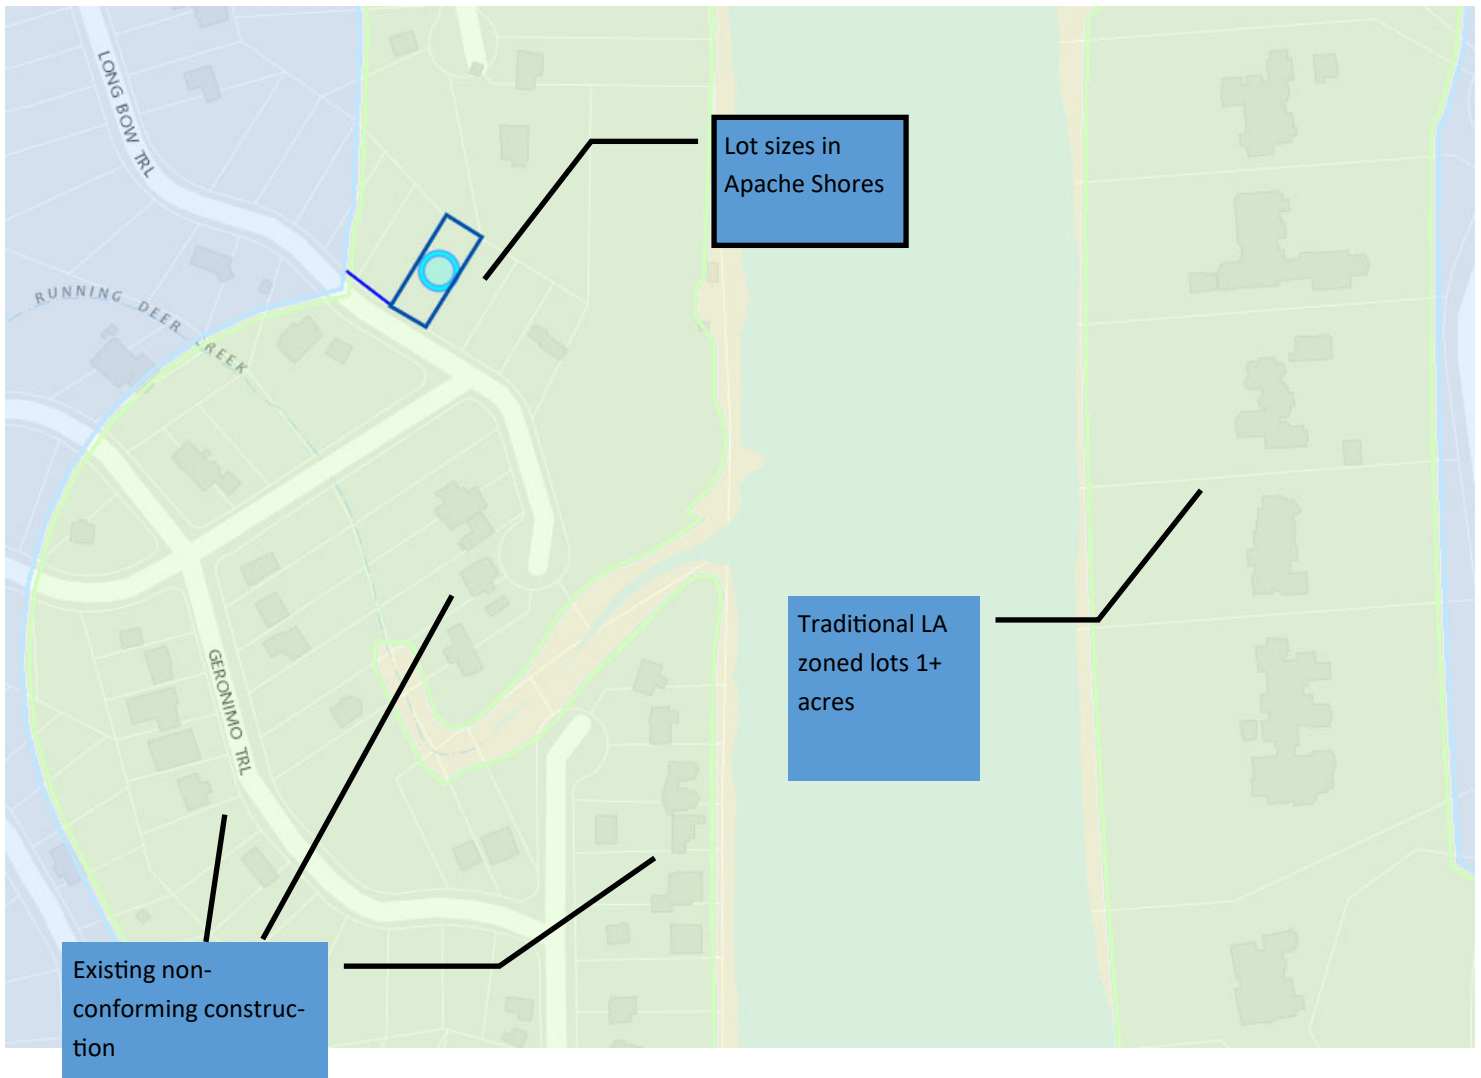 LONG BOW TRL
Lot sizes in
Apache Shores
RUNNING DEER CREEK
Traditional LA
zoned lots 1+
acres
GERONIMO TRL
Existing non-
conforming construc-
tion